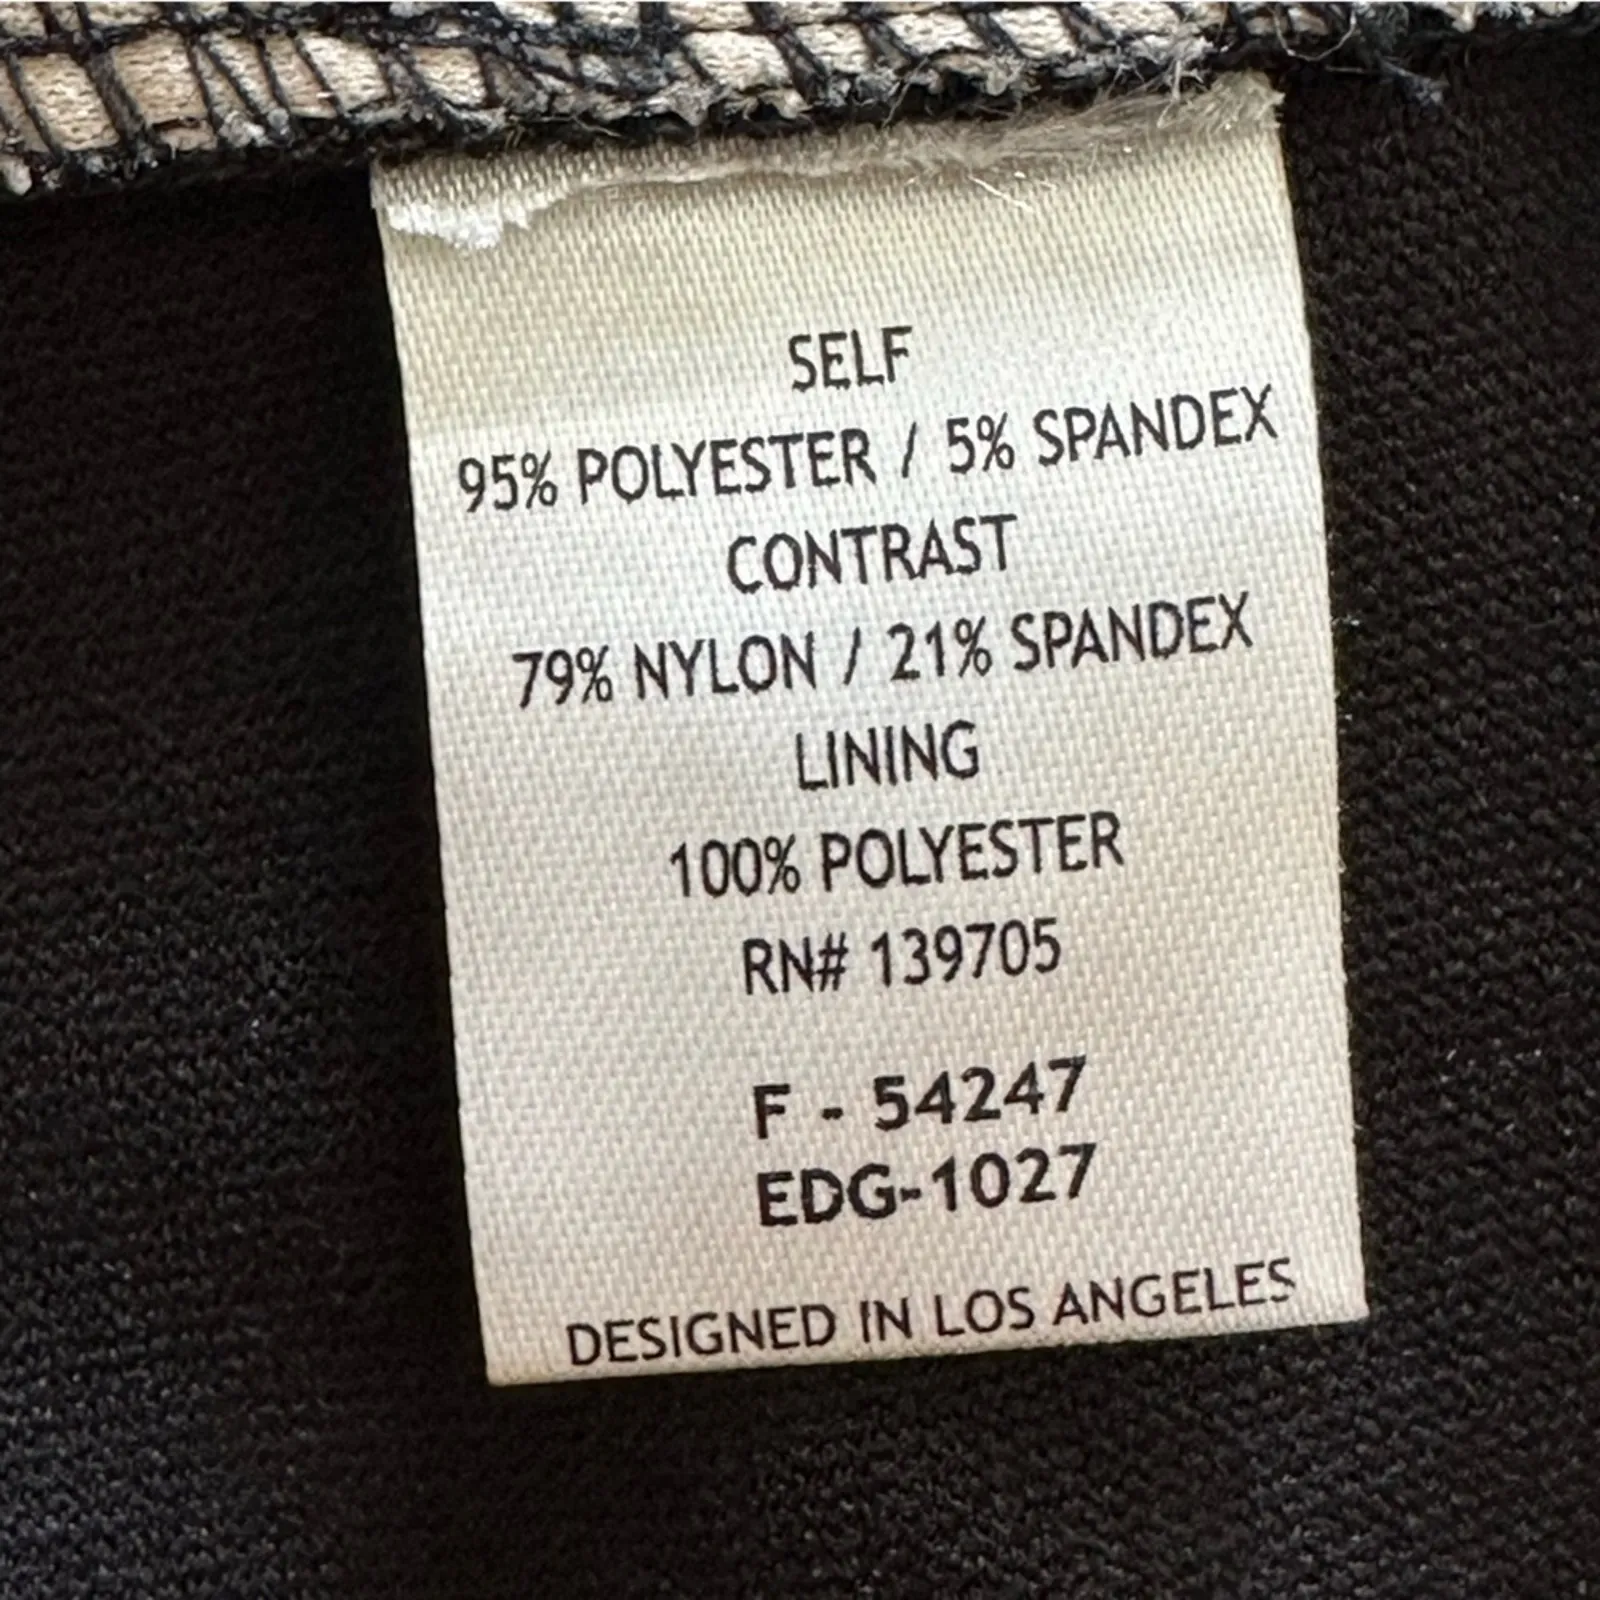 SELF
95% POLYESTER / 5% SPANDEX
CONTRAST
79% NYLON / 21% SPANDEX
LINING
100% POLYESTER
RN# 139705
F - 54247
EDG-1027
DESIGNED IN LOS ANGELES